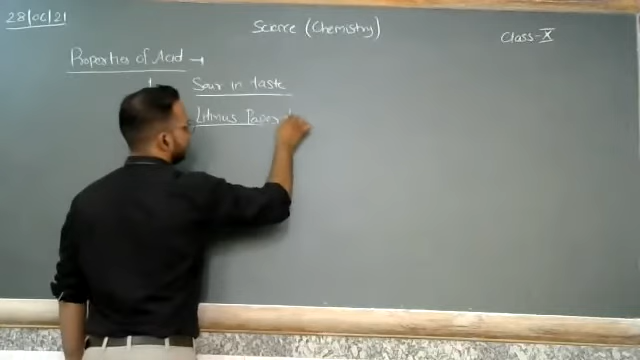 28/06/21
Science (Chemistry)
Class-X
Properties of Acid →
Sour in taste
Litmus Paper